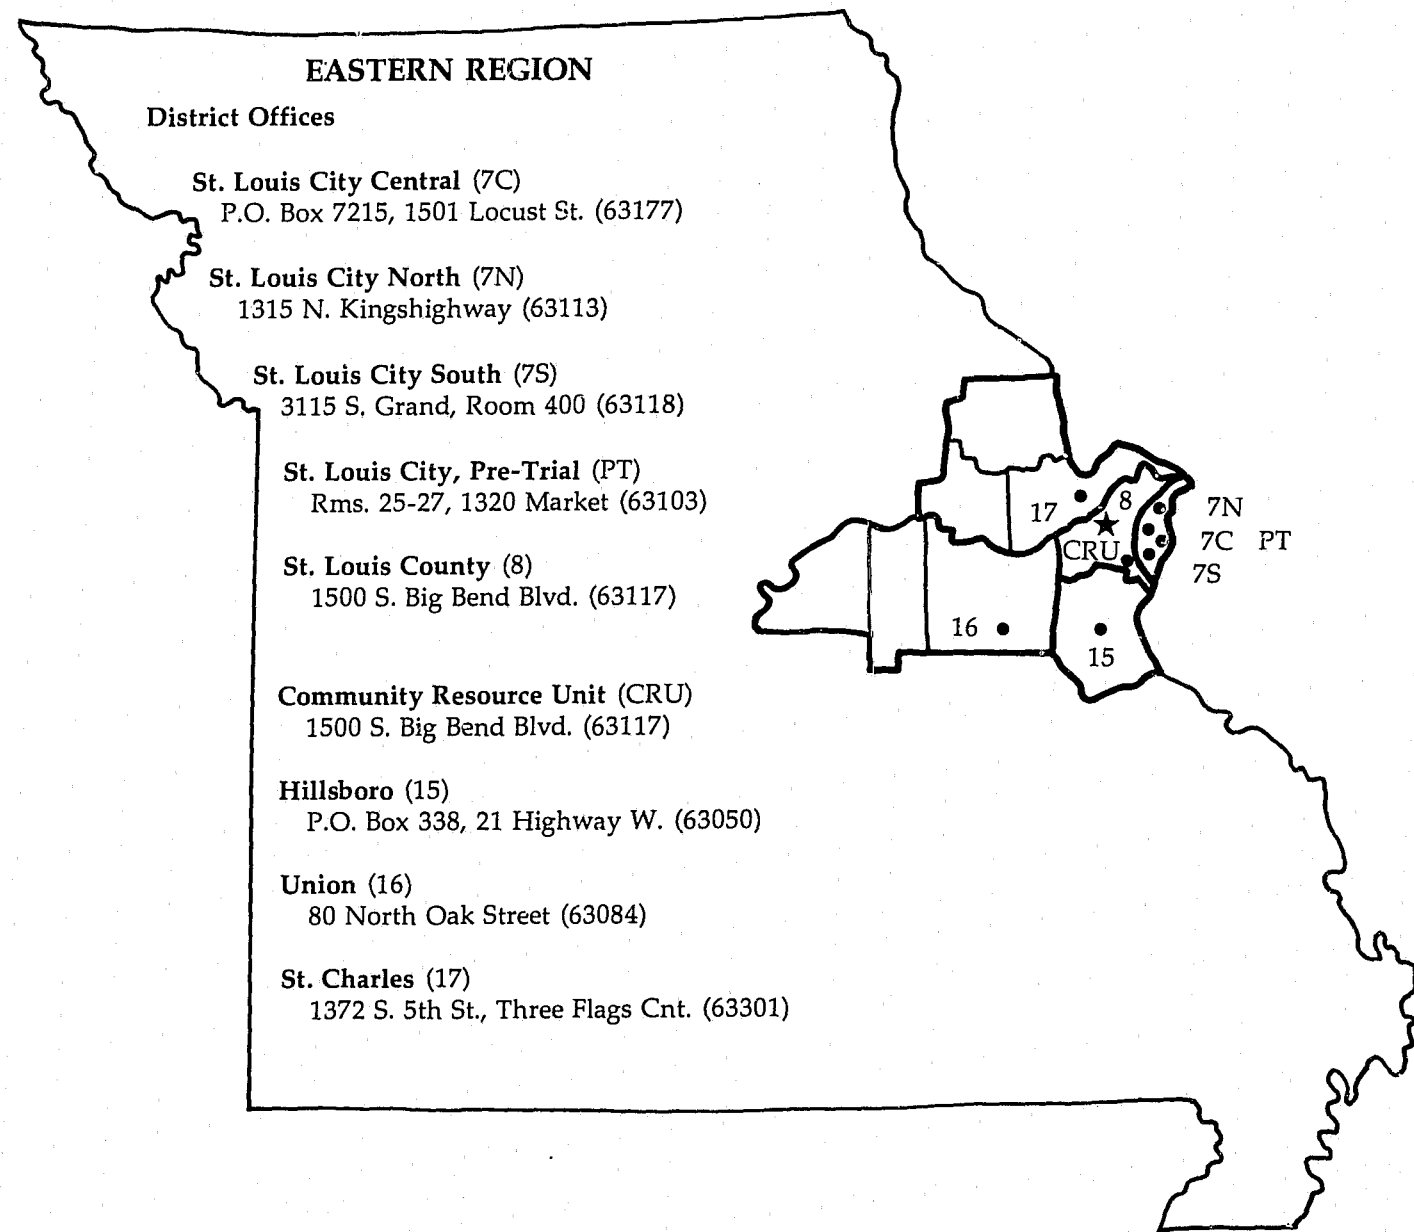 EASTERN REGION
District Offices
St. Louis City Central (7C)
P.O. Box 7215, 1501 Locust St. (63177)
St. Louis City North (7N)
1315 N. Kingshighway (63113)
St. Louis City South (7S)
3115 S. Grand, Room 400 (63118)
St. Louis City, Pre-Trial (PT)
Rms. 25-27, 1320 Market (63103)
St. Louis County (8)
1500 S. Big Bend Blvd. (63117)
Community Resource Unit (CRU)
1500 S. Big Bend Blvd. (63117)
Hillsboro (15)
P.O. Box 338, 21 Highway W. (63050)
Union (16)
80 North Oak Street (63084)
St. Charles (17)
1372 S. 5th St., Three Flags Cnt. (63301)
17
8
7N
CRU
7C PT
7S
16
15